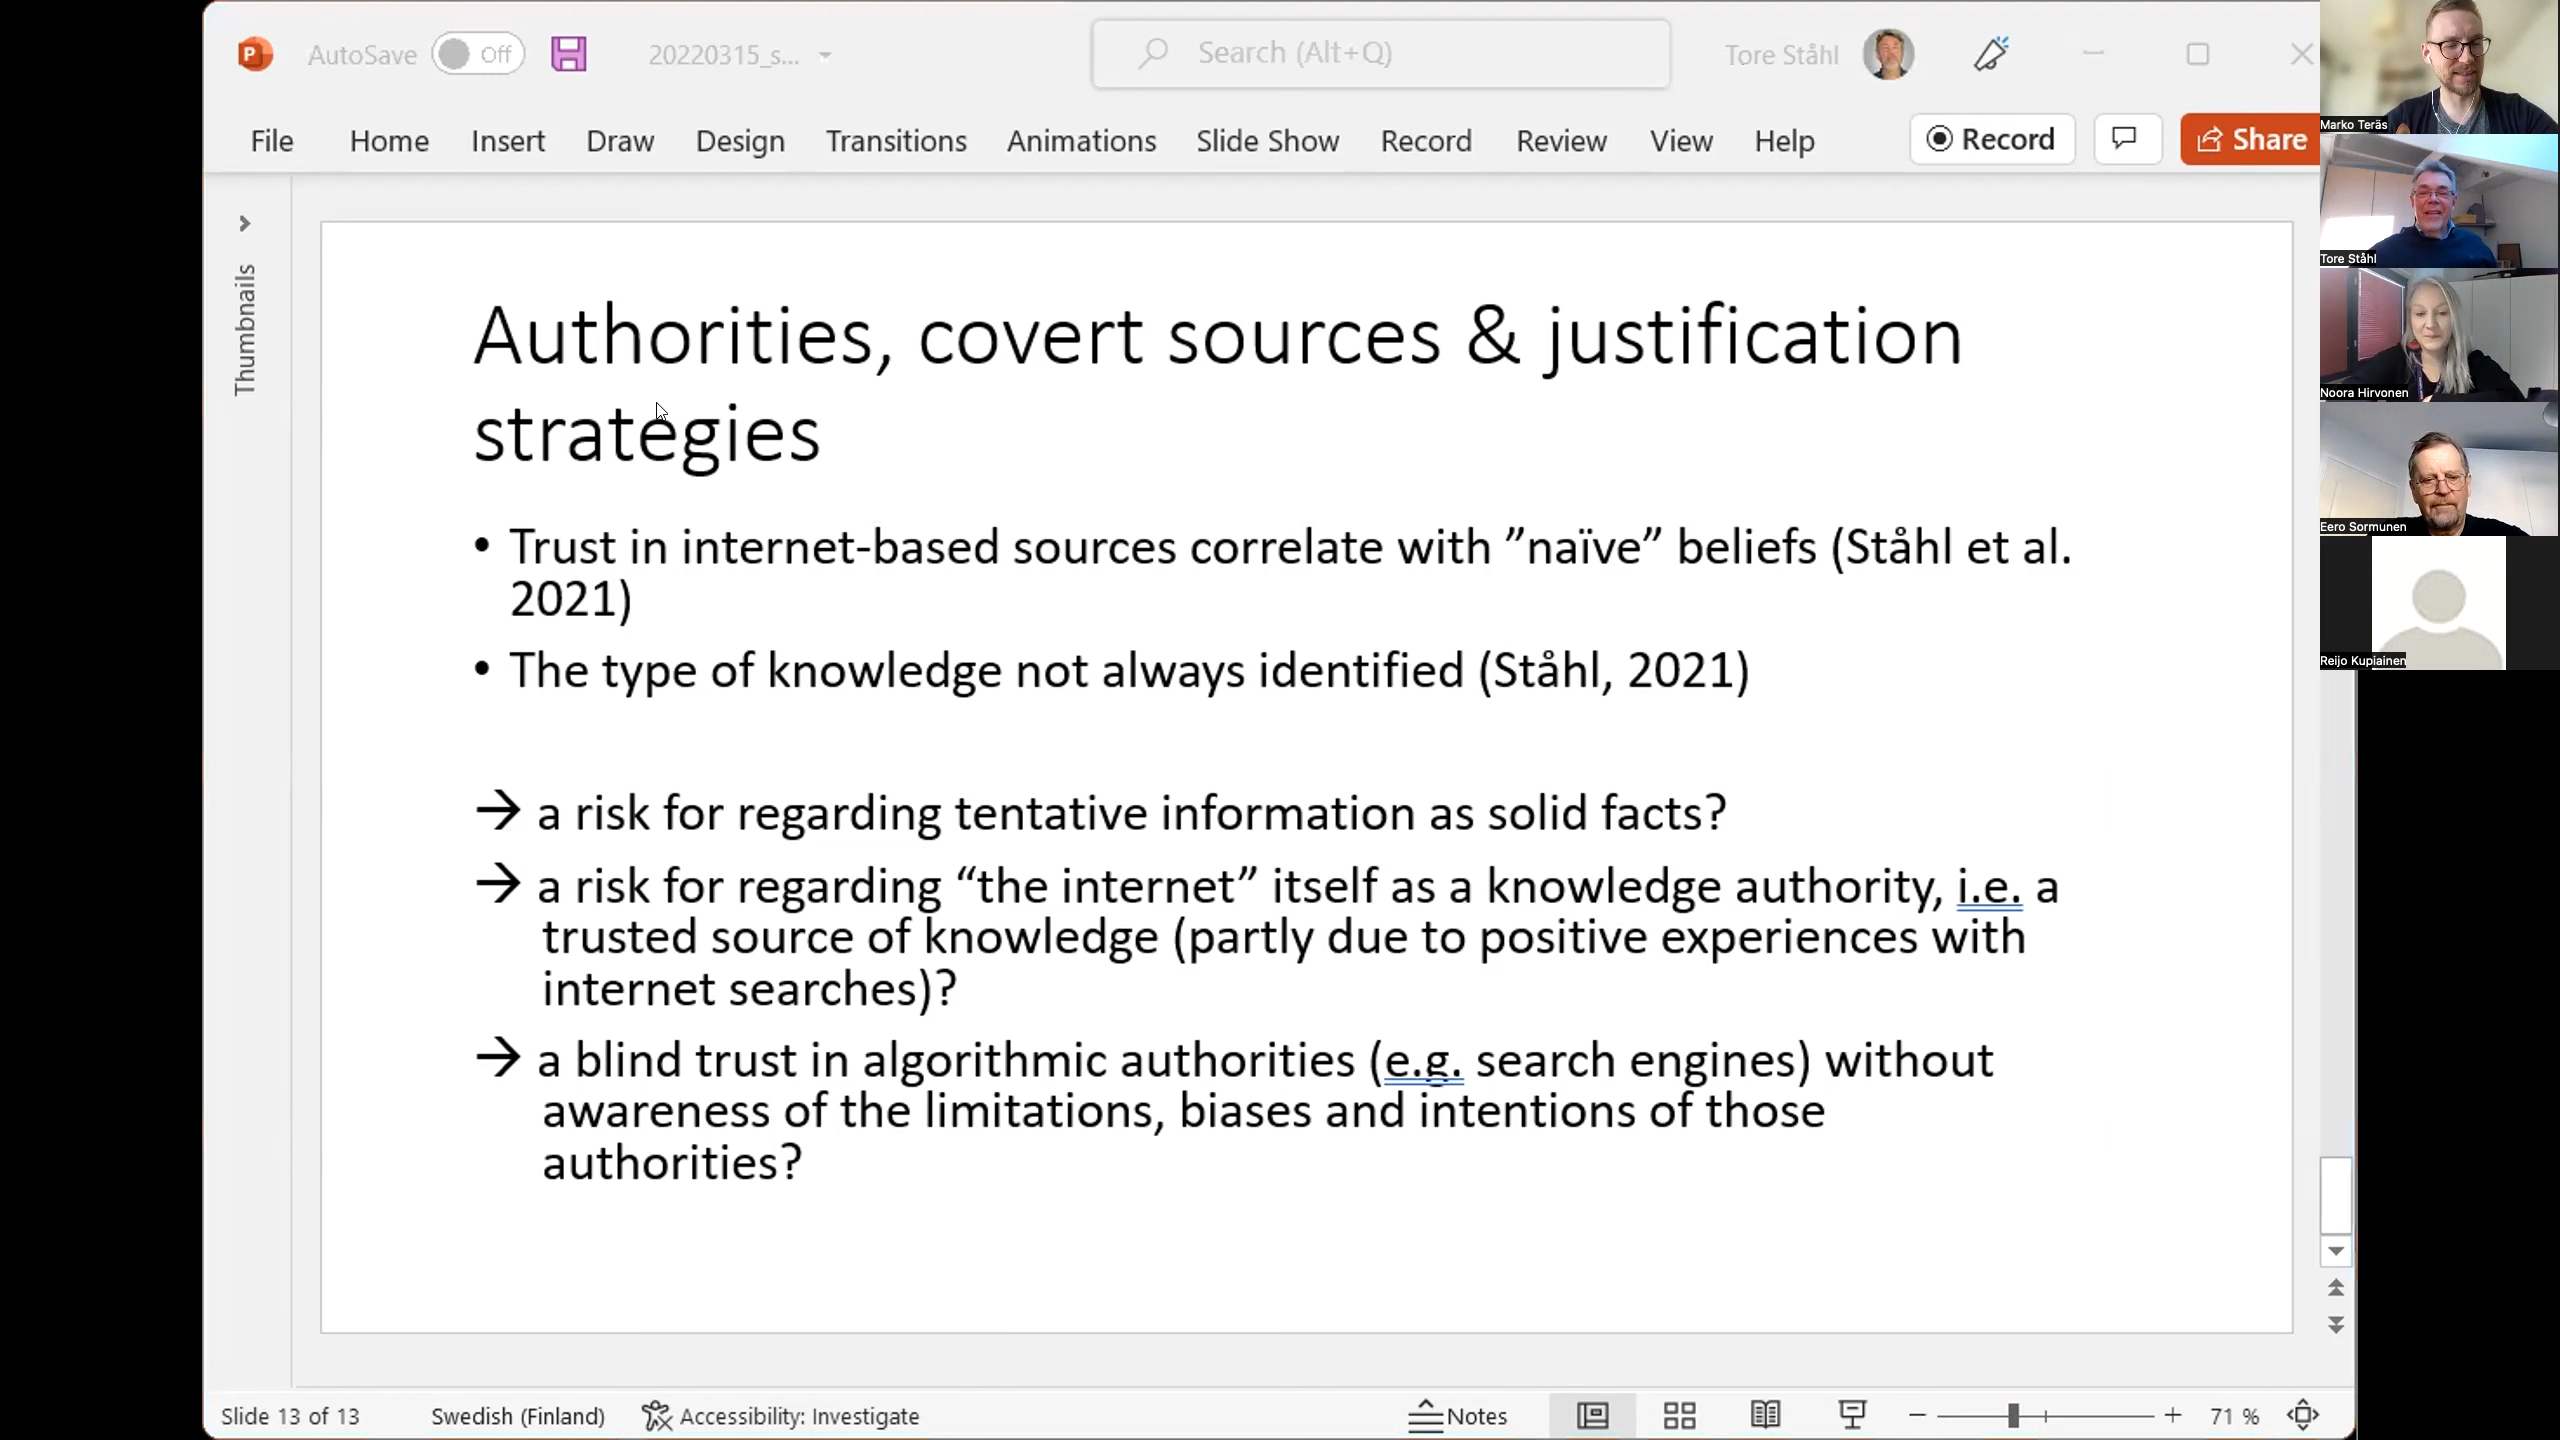 AutoSave Off 20220315_s... Search (Alt+Q) Tore Ståhl
File Home Insert Draw Design Transitions Animations Slide Show Record Review View Help Record Share
Thumbnails
Authorities, covert sources & justification
strategies
• Trust in internet-based sources correlate with ”naïve” beliefs (Ståhl et al.
2021)
• The type of knowledge not always identified (Ståhl, 2021)
→ a risk for regarding tentative information as solid facts?
→ a risk for regarding “the internet” itself as a knowledge authority, i.e. a
trusted source of knowledge (partly due to positive experiences with
internet searches)?
→ a blind trust in algorithmic authorities (e.g. search engines) without
awareness of the limitations, biases and intentions of those
authorities?
Slide 13 of 13 Swedish (Finland) Accessibility: Investigate Notes 71 %
Marko Teräs
Tore Ståhl
Noora Hirvonen
Eero Sormunen
Reijo Kupiainen